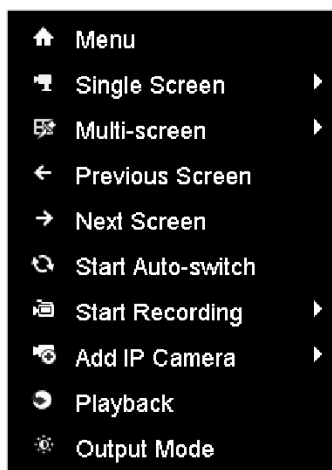 Menu
Single Screen
Multi-screen
Previous Screen
Next Screen
Start Auto-switch
Start Recording
Add IP Camera
Playback
Output Mode